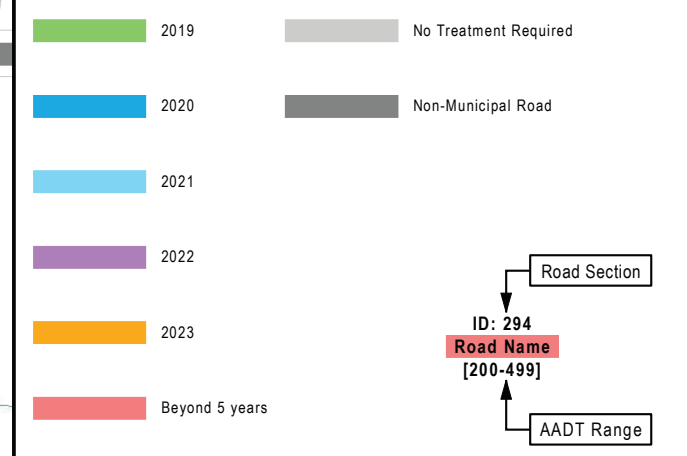 2019
2020
2021
2022
2023
Beyond 5 years
No Treatment Required
Non-Municipal Road
Road Section
ID: 294
Road Name
[200-499]
AADT Range